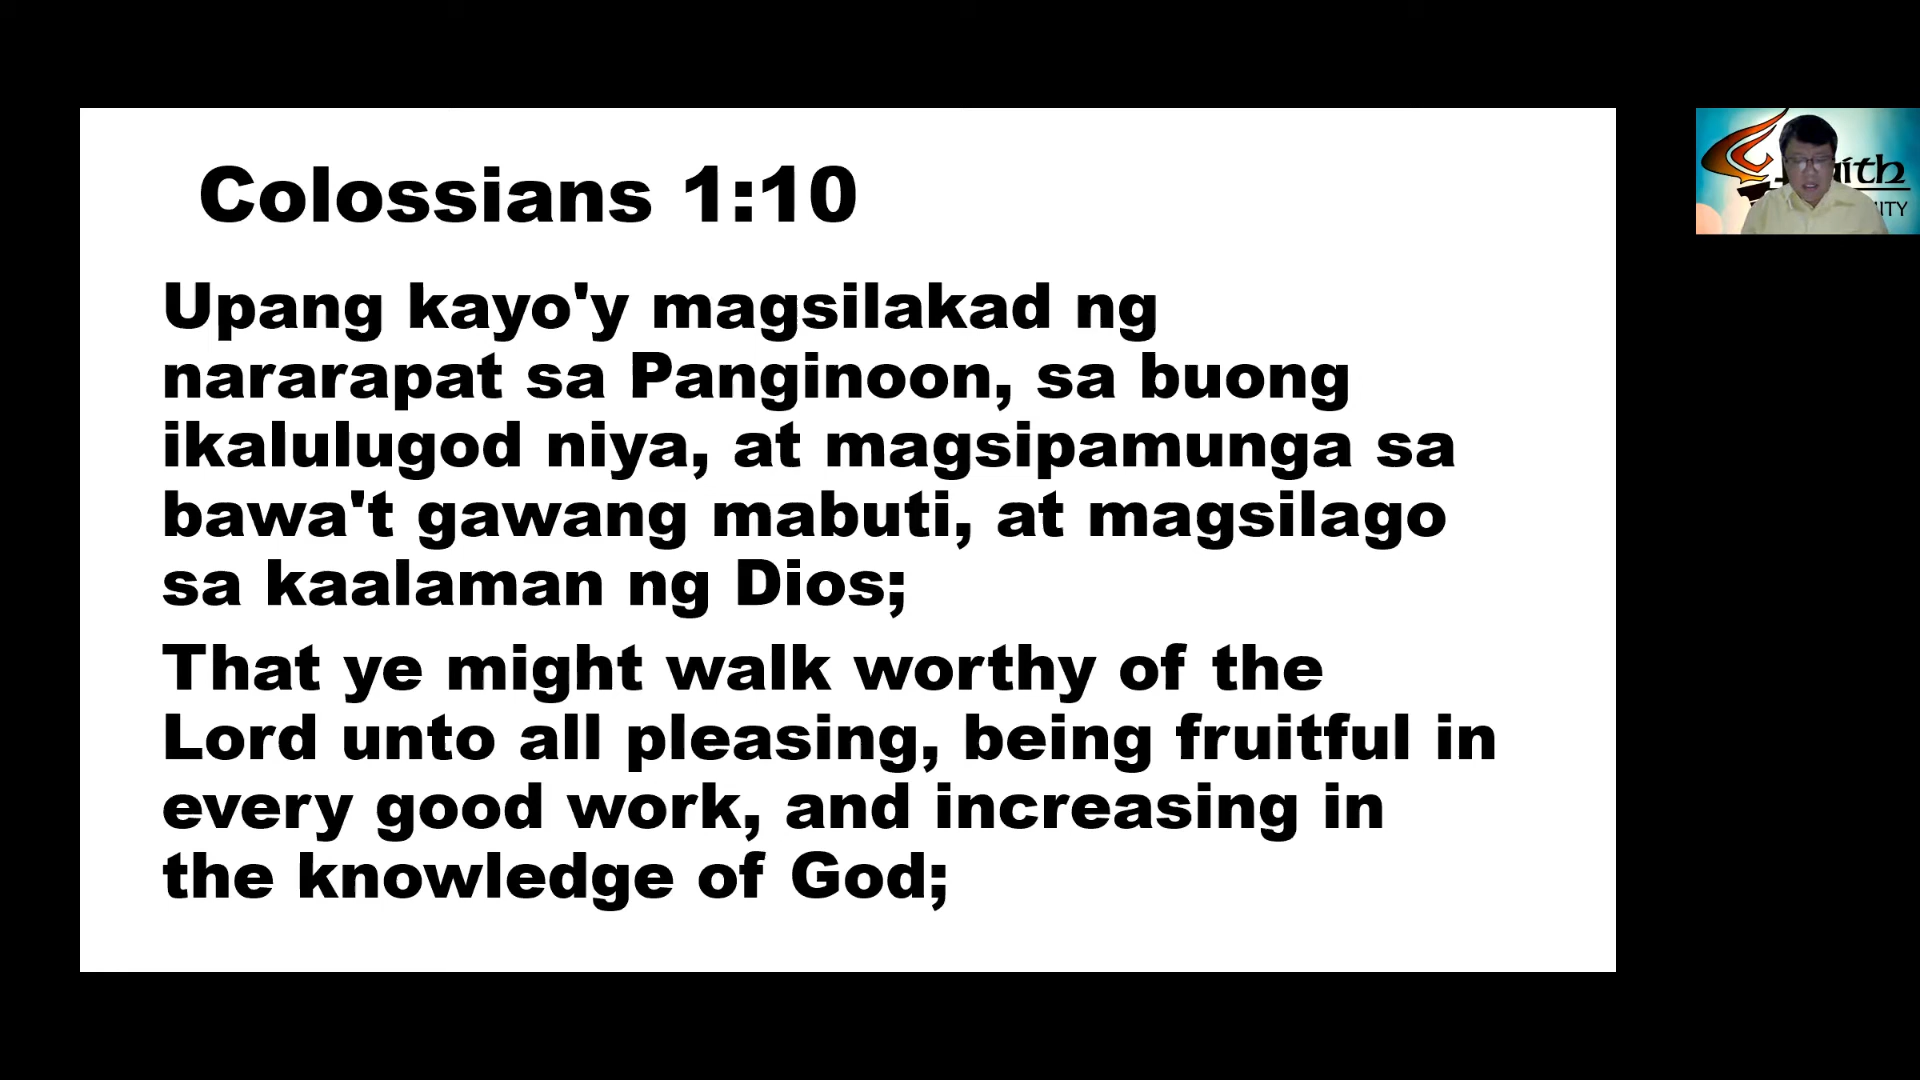 Colossians 1:10
Upang kayo'y magsilakad ng
nararapat sa Panginoon, sa buong
ikalulugod niya, at magsipamunga sa
bawa't gawang mabuti, at magsilago
sa kaalaman ng Dios;
That ye might walk worthy of the
Lord unto all pleasing, being fruitful in
every good work, and increasing in
the knowledge of God;